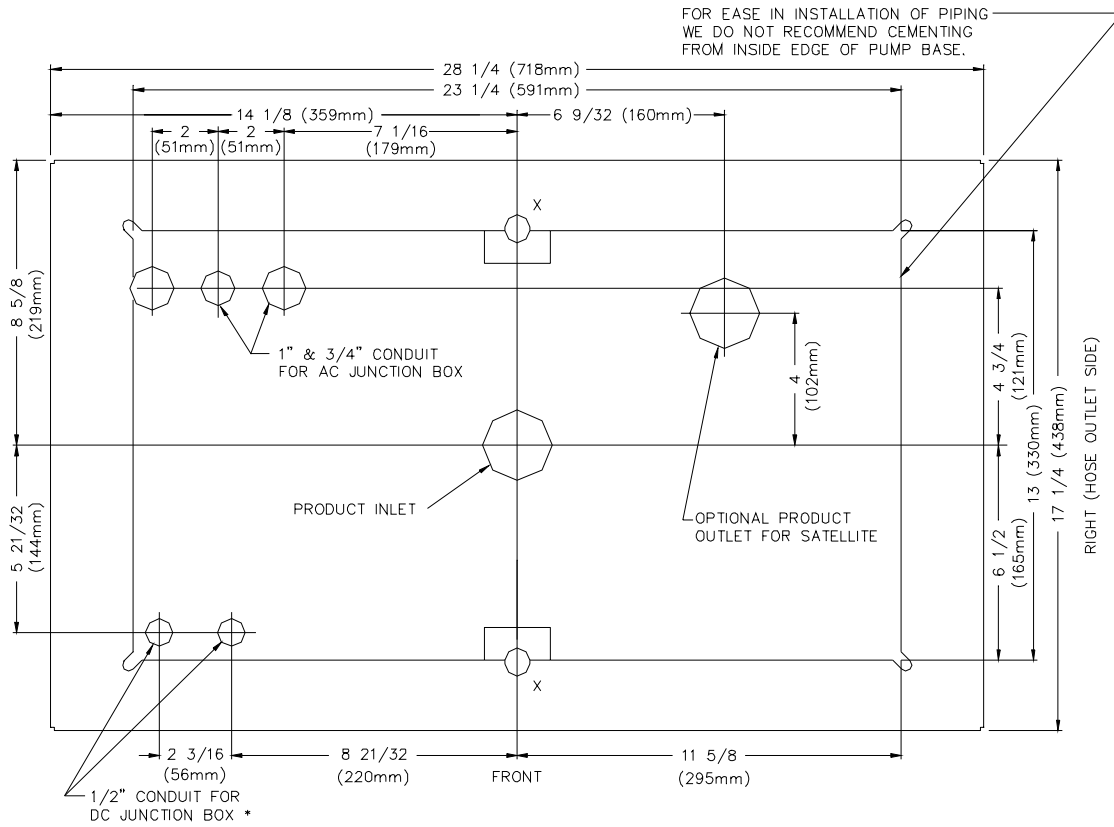 FOR EASE IN INSTALLATION OF PIPING
WE DO NOT RECOMMEND CEMENTING
FROM INSIDE EDGE OF PUMP BASE.
28 1/4 (718mm)
23 1/4 (591mm)
14 1/8 (359mm)
6 9/32 (160mm)
2
(51mm)
2
(51mm)
7 1/16
(179mm)
X
8 5/8
(219mm)
1" & 3/4" CONDUIT
FOR AC JUNCTION BOX
4
(102mm)
4 3/4
(121mm)
13 (330mm)
17 1/4 (438mm)
RIGHT (HOSE OUTLET SIDE)
PRODUCT INLET
OPTIONAL PRODUCT
OUTLET FOR SATELLITE
5 21/32
(144mm)
6 1/2
(165mm)
X
2 3/16
(56mm)
8 21/32
(220mm)
FRONT
11 5/8
(295mm)
1/2" CONDUIT FOR
DC JUNCTION BOX *